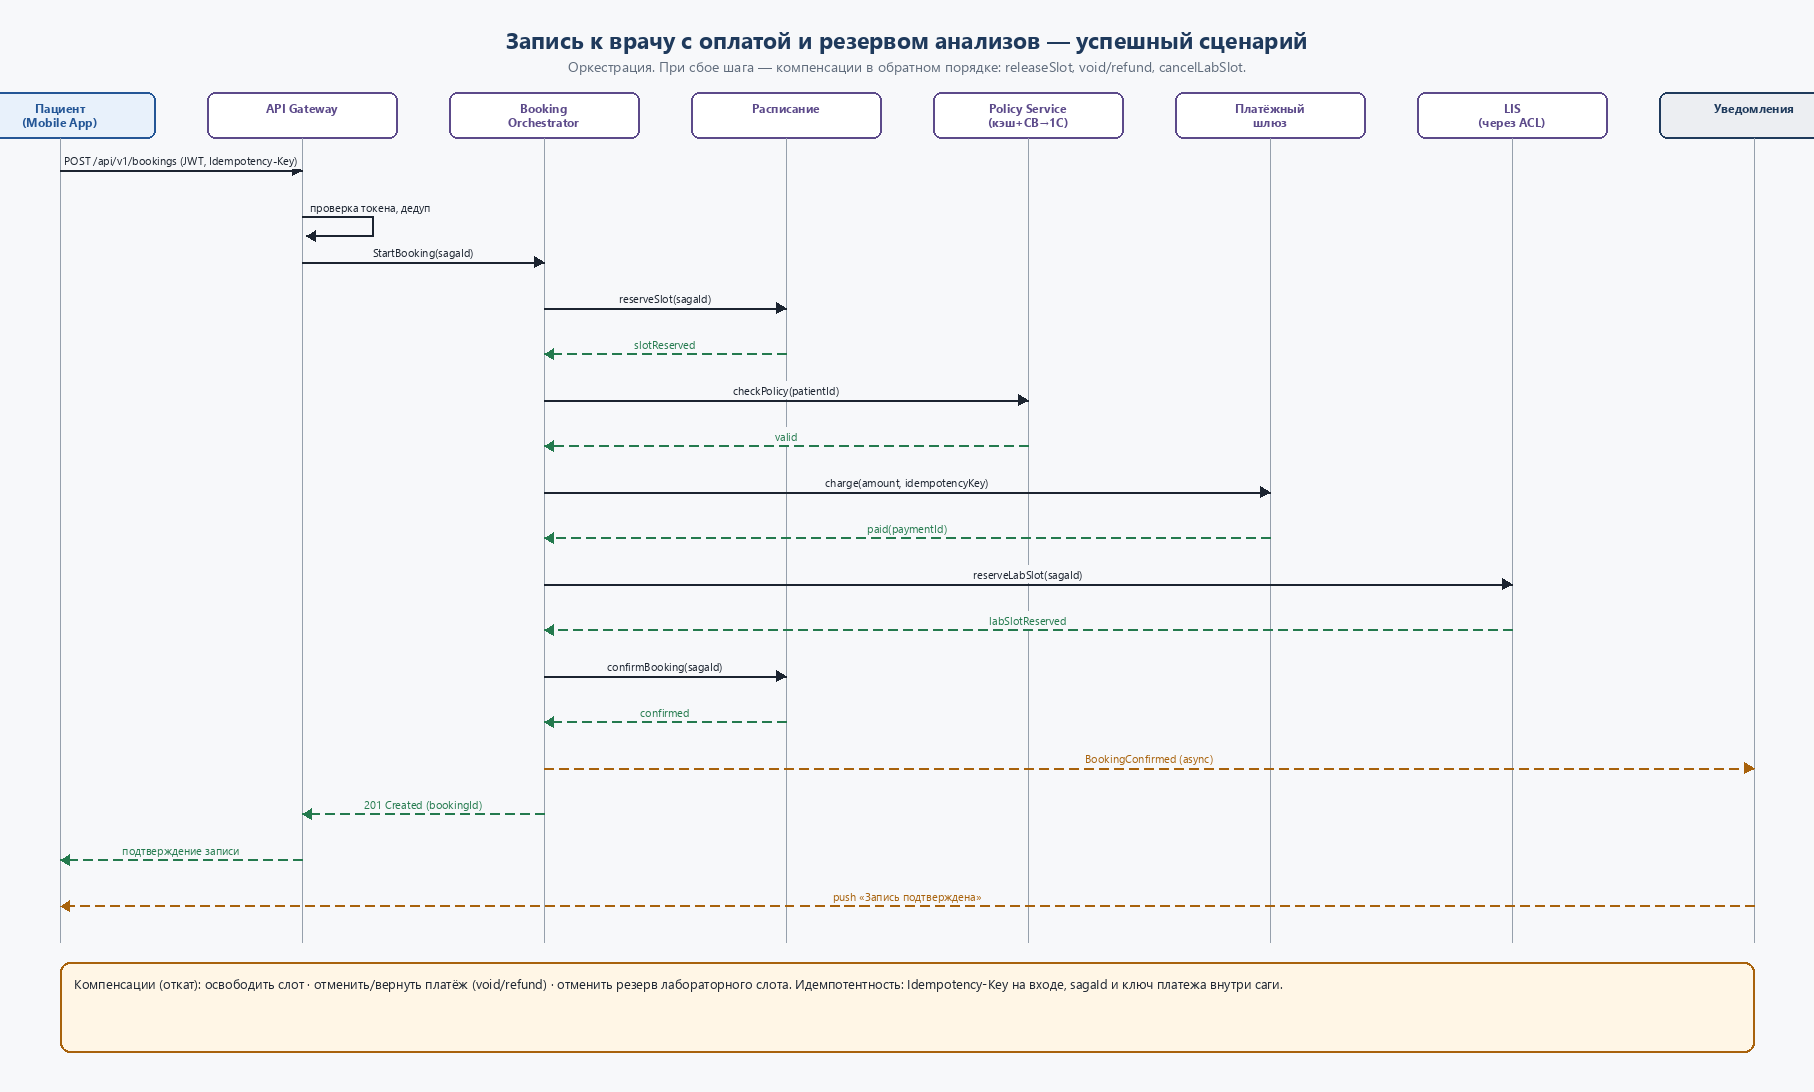 Запись к врачу с оплатой и резервом анализов — успешный сценарий
Оркестрация. При сбое шага — компенсации в обратном порядке: releaseSlot, void/refund, cancelLabSlot.
Пациент
(Mobile App)
API Gateway
Booking
Orchestrator
Расписание
Policy Service
(кэш+CB→1С)
Платёжный
шлюз
LIS
(через ACL)
Уведомления
POST /api/v1/bookings (JWT, Idempotency-Key)
проверка токена, дедуп
StartBooking(sagaId)
reserveSlot(sagaId)
slotReserved
checkPolicy(patientId)
valid
charge(amount, idempotencyKey)
paid(paymentId)
reserveLabSlot(sagaId)
labSlotReserved
confirmBooking(sagaId)
confirmed
BookingConfirmed (async)
201 Created (bookingId)
подтверждение записи
push «Запись подтверждена»
Компенсации (откат): освободить слот · отменить/вернуть платёж (void/refund) · отменить резерв лабораторного слота. Идемпотентность: Idempotency-Key на входе, sagaId и ключ платежа внутри саги.